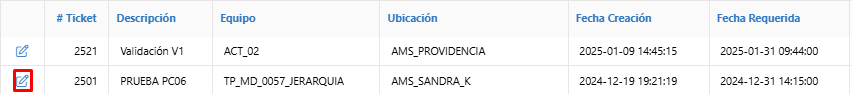 # Ticket Descripción Equipo Ubicación Fecha Creación Fecha Requerida
2521 Validación V1 ACT_02 AMS_PROVIDENCIA 2025-01-09 14:45:15 2025-01-31 09:44:00
2501 PRUEBA PC06 TP_MD_0057_JERARQUIA AMS_SANDRA_K 2024-12-19 19:21:19 2024-12-31 14:15:00